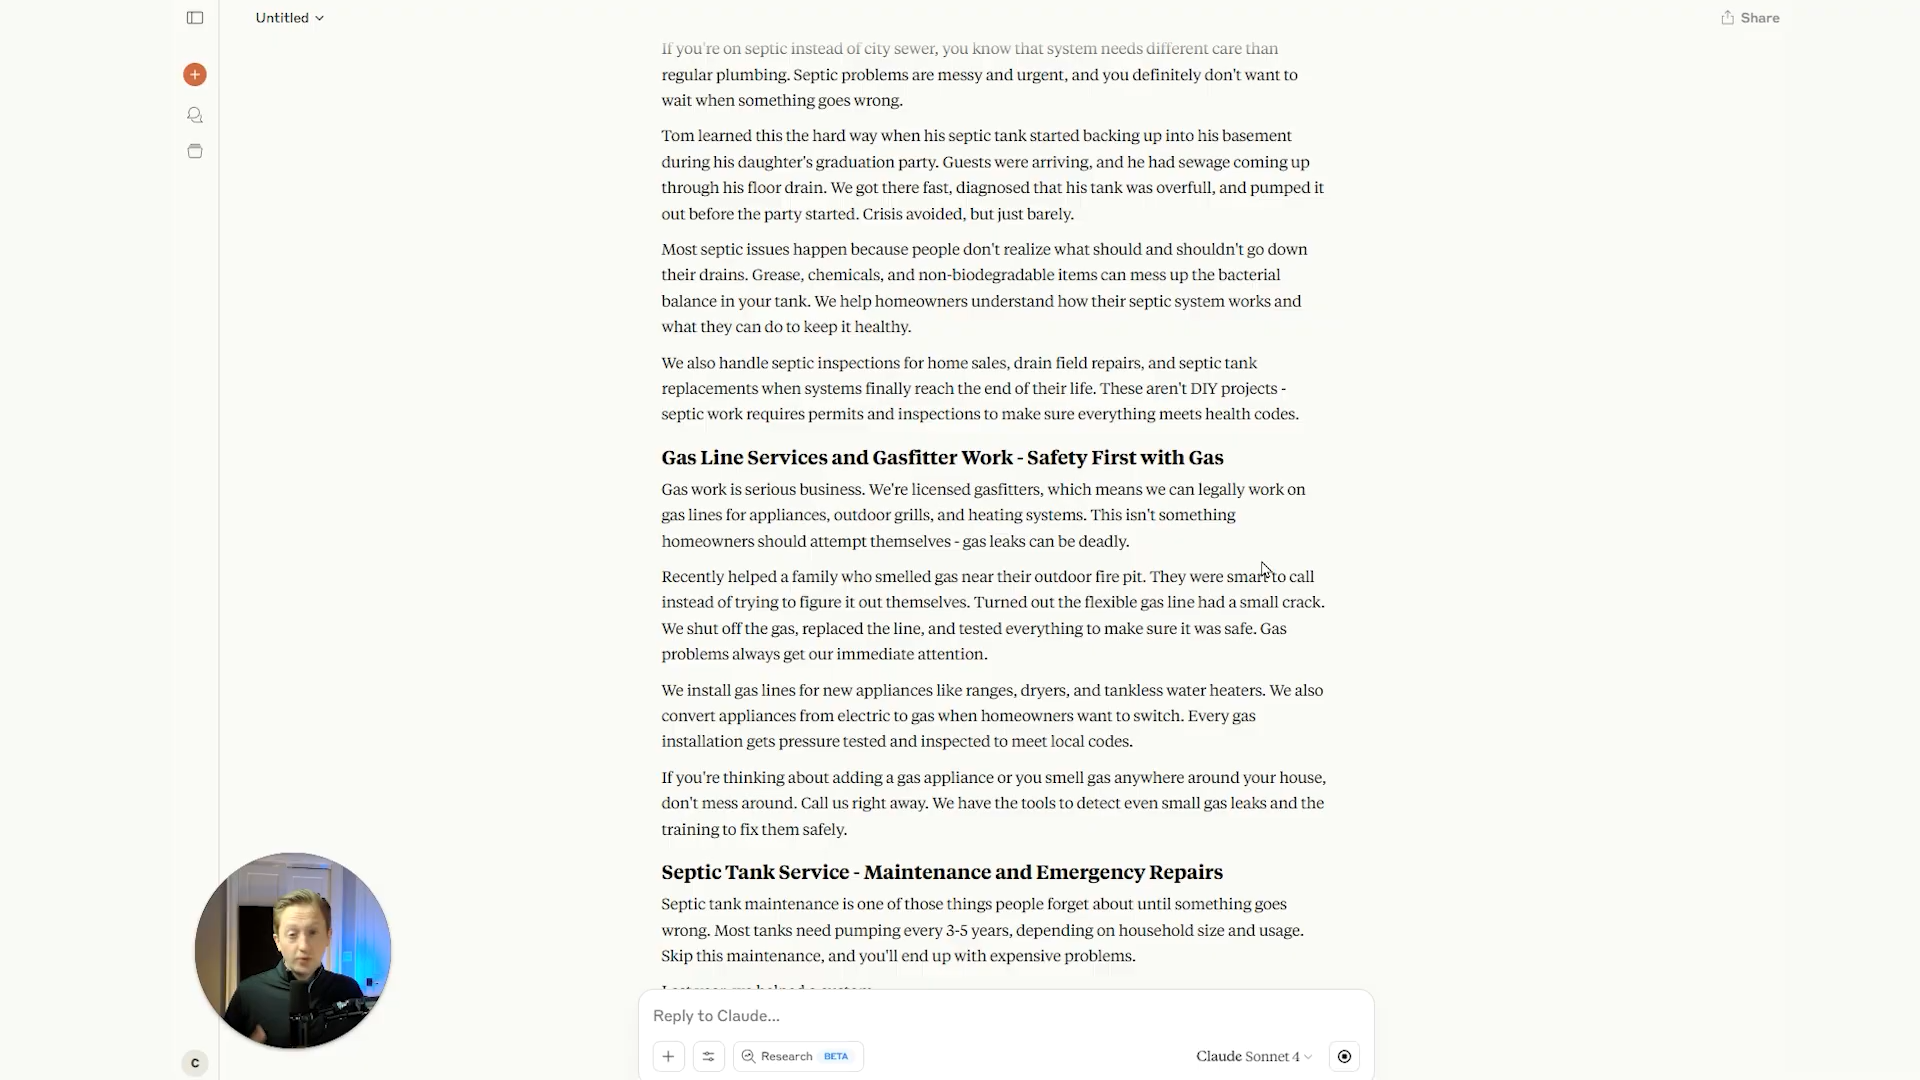 Untitled
Share
If you're on septic instead of city sewer, you know that system needs different care than
regular plumbing. Septic problems are messy and urgent, and you definitely don't want to
wait when something goes wrong.
Tom learned this the hard way when his septic tank started backing up into his basement
during his daughter's graduation party. Guests were arriving, and he had sewage coming up
through his floor drain. We got there fast, diagnosed that his tank was overfull, and pumped it
out before the party started. Crisis avoided, but just barely.
Most septic issues happen because people don't realize what should and shouldn't go down
their drains. Grease, chemicals, and non-biodegradable items can mess up the bacterial
balance in your tank. We help homeowners understand how their septic system works and
what they can do to keep it healthy.
We also handle septic inspections for home sales, drain field repairs, and septic tank
replacements when systems finally reach the end of their life. These aren't DIY projects -
septic work requires permits and inspections to make sure everything meets health codes.
Gas Line Services and Gasfitter Work - Safety First with Gas
Gas work is serious business. We're licensed gasfitters, which means we can legally work on
gas lines for appliances, outdoor grills, and heating systems. This isn't something
homeowners should attempt themselves - gas leaks can be deadly.
Recently helped a family who smelled gas near their outdoor fire pit. They were smart to call
instead of trying to figure it out themselves. Turned out the flexible gas line had a small crack.
We shut off the gas, replaced the line, and tested everything to make sure it was safe. Gas
problems always get our immediate attention.
We install gas lines for new appliances like ranges, dryers, and tankless water heaters. We also
convert appliances from electric to gas when homeowners want to switch. Every gas
installation gets pressure tested and inspected to meet local codes.
If you're thinking about adding a gas appliance or you smell gas anywhere around your house,
don't mess around. Call us right away. We have the tools to detect even small gas leaks and the
training to fix them safely.
Septic Tank Service - Maintenance and Emergency Repairs
Septic tank maintenance is one of those things people forget about until something goes
wrong. Most tanks need pumping every 3-5 years, depending on household size and usage.
Skip this maintenance, and you'll end up with expensive problems.
Reply to Claude...
Research BETA
Claude Sonnet 4
C